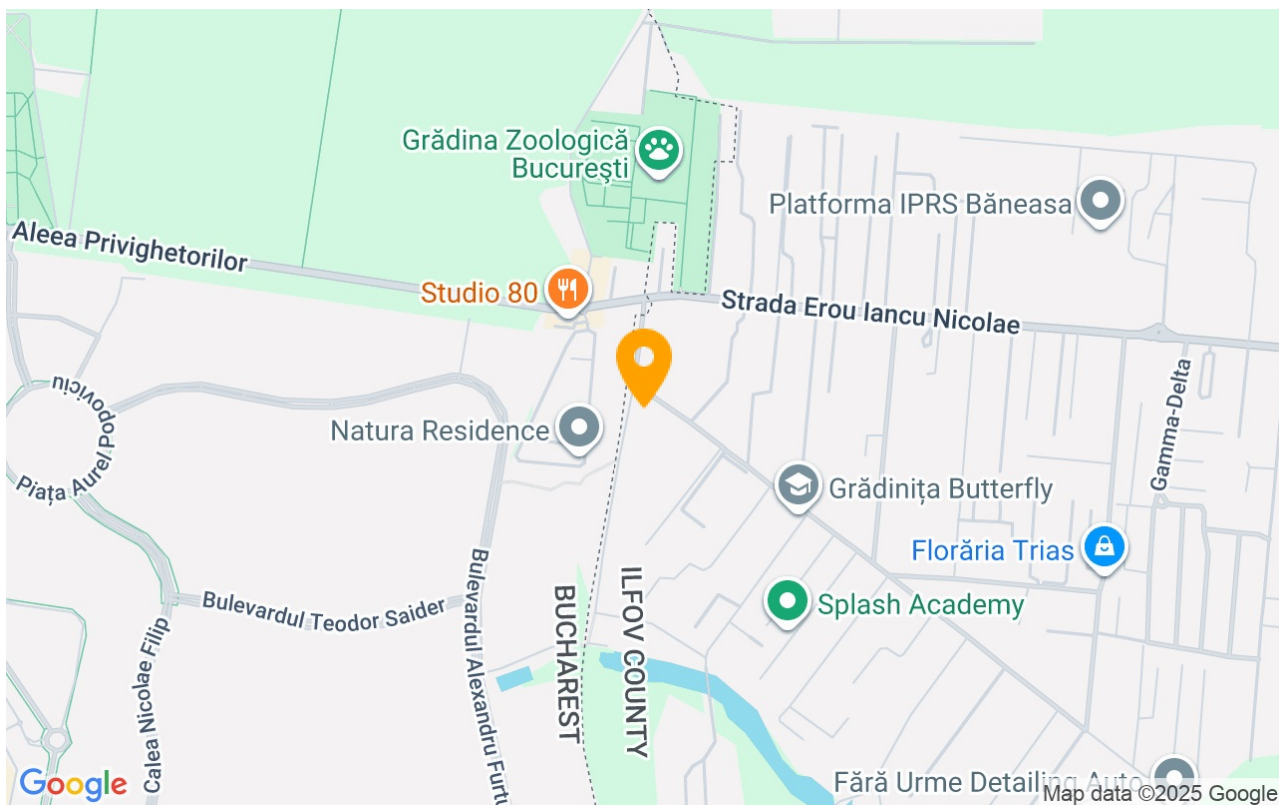 Grădina Zoologică
București
Platforma IPRS Băneasa
Aleea Privighetorilor
Studio 80
Strada Erou Iancu Nicolae
Piața Aurel Popoviciu
Natura Residence
Gamma-Delta
Grădinița Butterfly
Florăria Trias
Bulevardul Teodor Saider
Splash Academy
Calea Nicolae Filip
Bulevardul Alexandru Furtu
BUCHAREST
ILFOV COUNTY
Fără Urme Detailing Auto
Google
Map data ©2025 Google